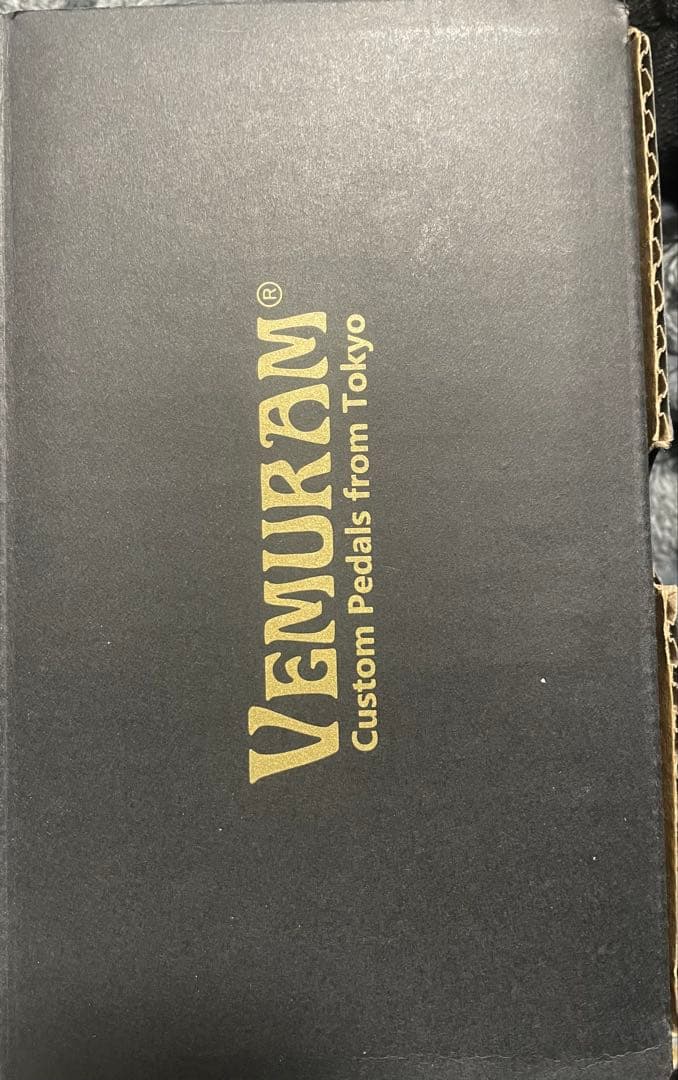 VEMURAM®
Custom Pedals from Tokyo